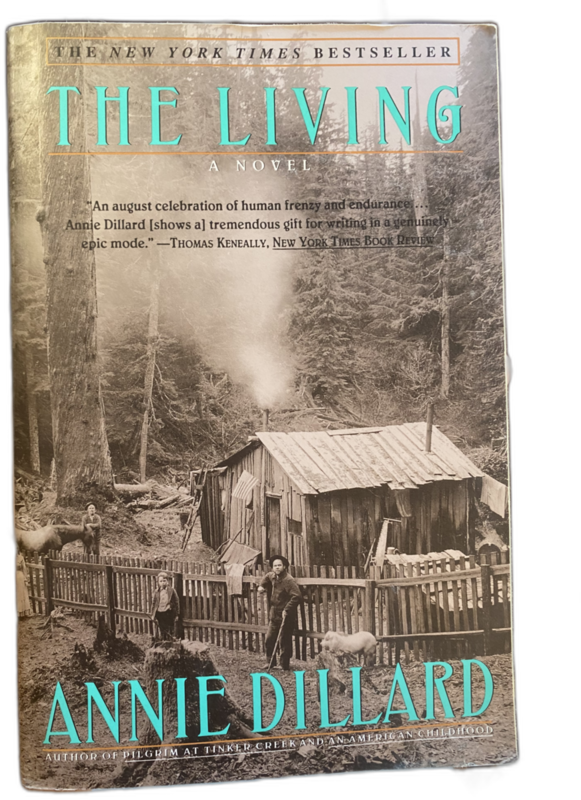 THE NEW YORK TIMES BESTSELLER
THE LIVING
A NOVEL
"An august celebration of human frenzy and endurance....
Annie Dillard [shows a] tremendous gift for writing in a genuinely
epic mode." —THOMAS KENEALLY, NEW YORK TIMES BOOK REVIEW
ANNIE DILLARD
AUTHOR OF PILGRIM AT TINKER CREEK AND AN AMERICAN CHILDHOOD